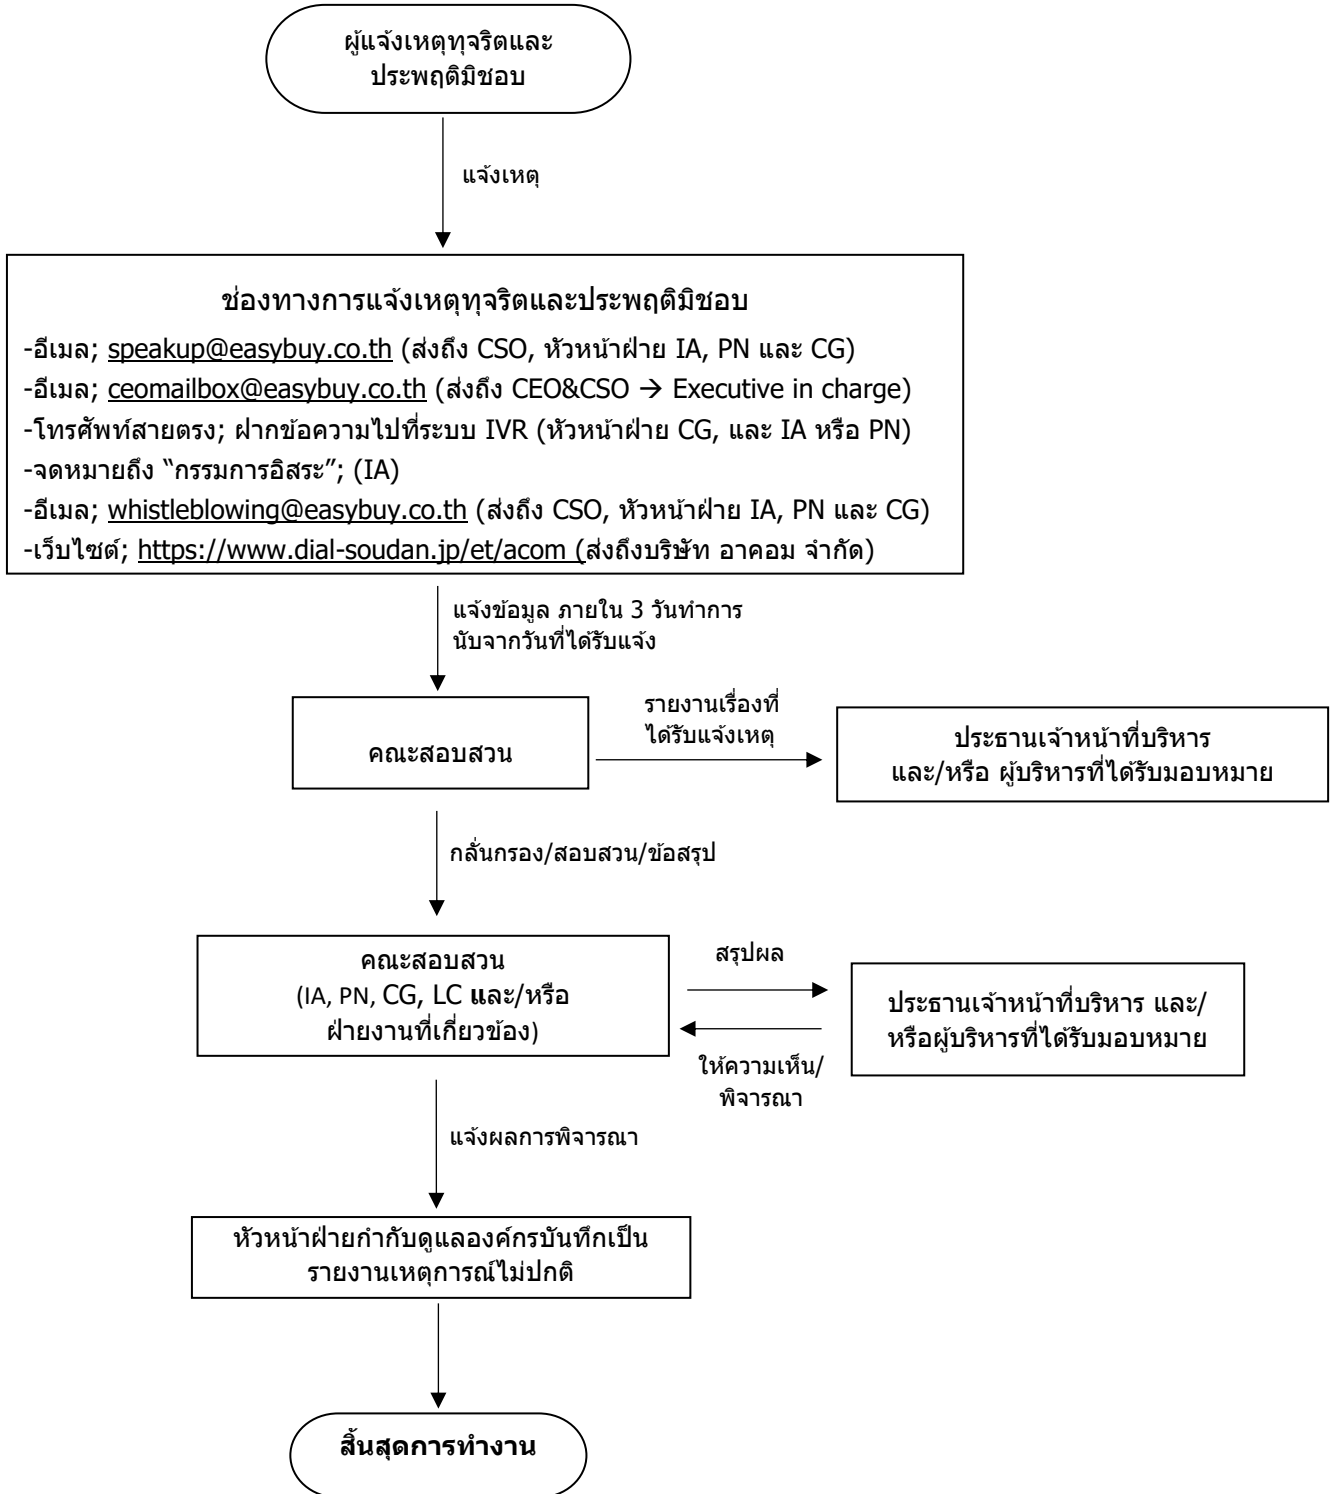 ผู้แจ้งเหตุทุจริตและ
ประพฤติมิชอบ
แจ้งเหตุ
ช่องทางการแจ้งเหตุทุจริตและประพฤติมิชอบ
-อีเมล; speakup@easybuy.co.th (ส่งถึง CSO, หัวหน้าฝ่าย IA, PN และ CG)
-อีเมล; ceomailbox@easybuy.co.th (ส่งถึง CEO&CSO → Executive in charge)
-โทรศัพท์สายตรง; ฝากข้อความไปที่ระบบ IVR (หัวหน้าฝ่าย CG, และ IA หรือ PN)
-จดหมายถึง “กรรมการอิสระ”; (IA)
-อีเมล; whistleblowing@easybuy.co.th (ส่งถึง CSO, หัวหน้าฝ่าย IA, PN และ CG)
-เว็บไซต์; https://www.dial-soudan.jp/et/acom (ส่งถึงบริษัท อาคอม จำกัด)
แจ้งข้อมูล ภายใน 3 วันทำการ
นับจากวันที่ได้รับแจ้ง
คณะสอบสวน
รายงานเรื่องที่
ได้รับแจ้งเหตุ
ประธานเจ้าหน้าที่บริหาร
และ/หรือ ผู้บริหารที่ได้รับมอบหมาย
กลั่นกรอง/สอบสวน/ข้อสรุป
คณะสอบสวน
(IA, PN, CG, LC และ/หรือ
ฝ่ายงานที่เกี่ยวข้อง)
สรุปผล
ให้ความเห็น/
พิจารณา
ประธานเจ้าหน้าที่บริหาร และ/
หรือผู้บริหารที่ได้รับมอบหมาย
แจ้งผลการพิจารณา
หัวหน้าฝ่ายกำกับดูแลองค์กรบันทึกเป็น
รายงานเหตุการณ์ไม่ปกติ
สิ้นสุดการทำงาน